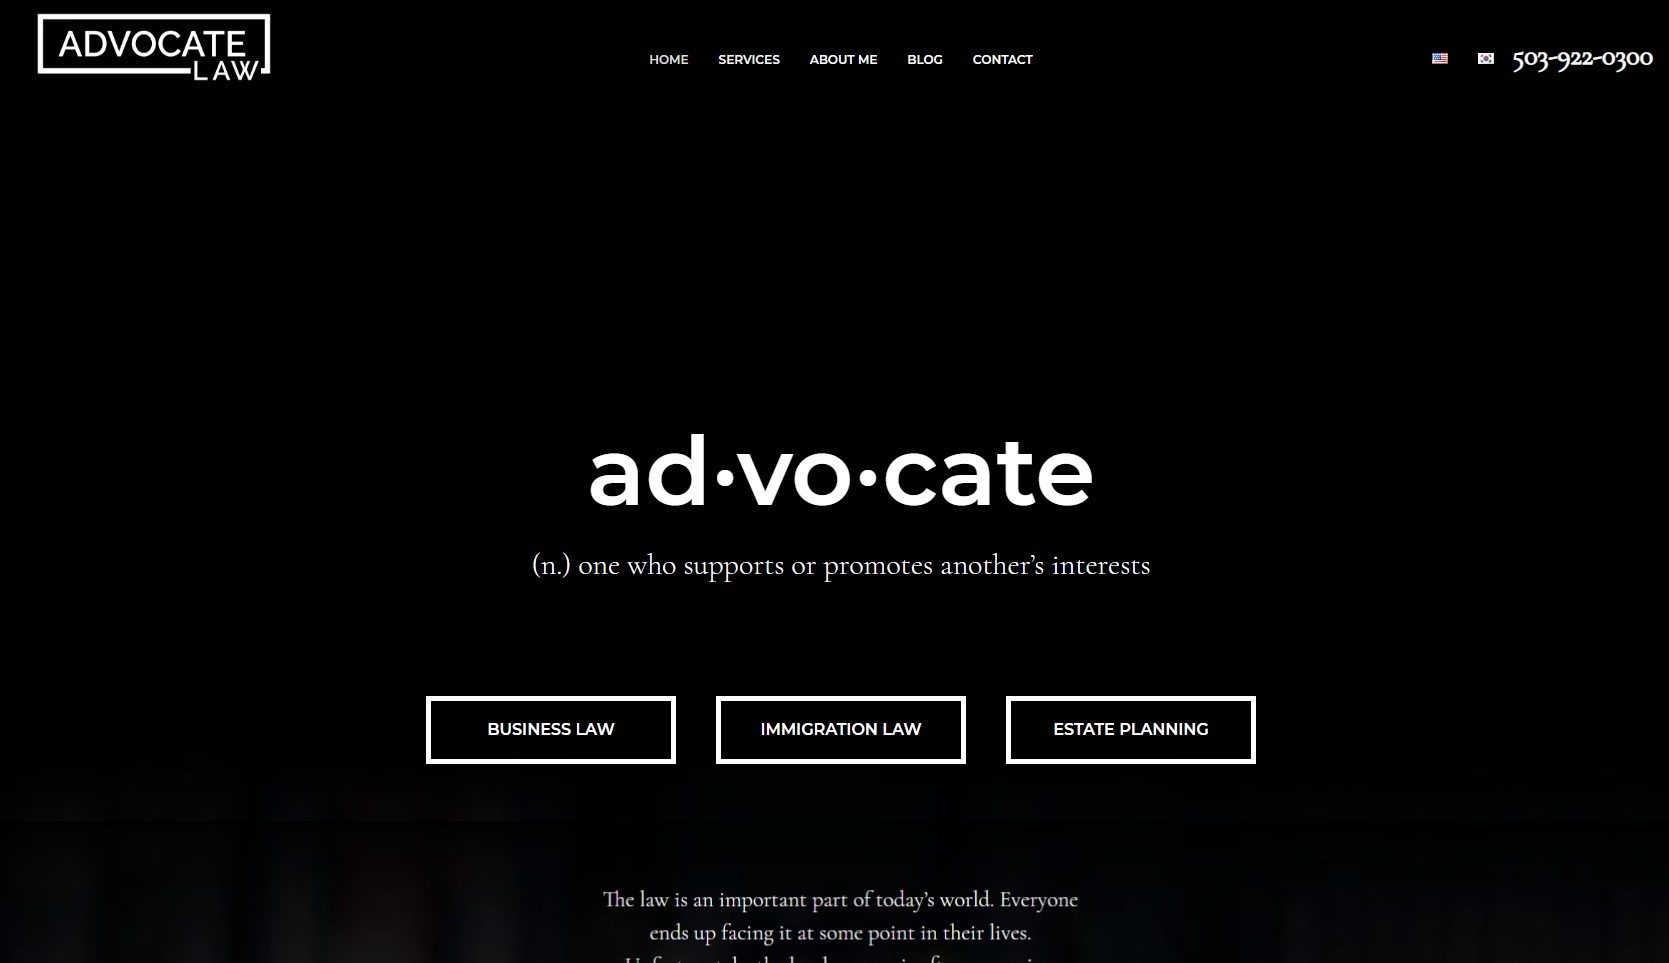 ADVOCATE
LAW
HOME
SERVICES
ABOUT ME
BLOG
CONTACT
503-922-0300
ad·vo·cate
(n.) one who supports or promotes another’s interests
BUSINESS LAW
IMMIGRATION LAW
ESTATE PLANNING
The law is an important part of today’s world. Everyone
ends up facing it at some point in their lives.